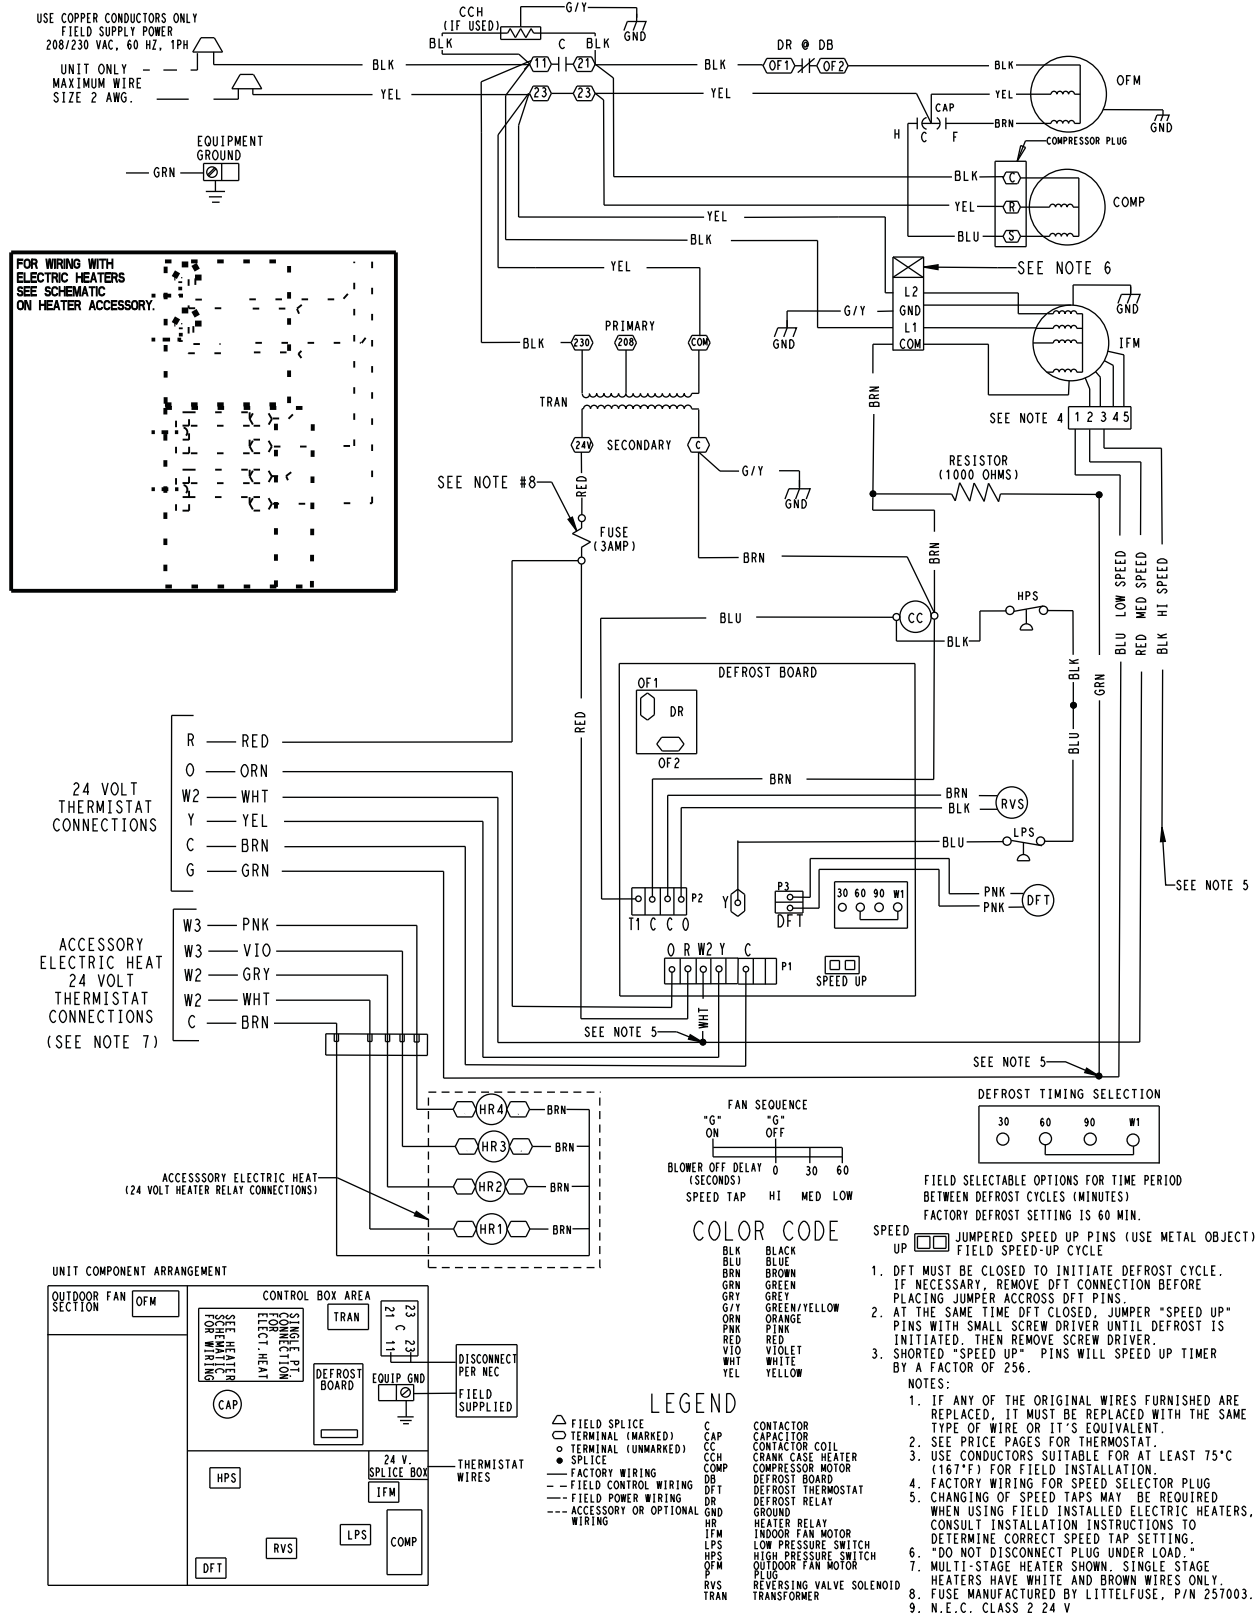 USE COPPER CONDUCTORS ONLY
FIELD SUPPLY POWER
208/230 VAC, 60 HZ, 1PH
UNIT ONLY
MAXIMUM WIRE
SIZE 2 AWG.
CCH
(IF USED)
G/Y
GND
BLK
C
BLK
11
21
BLK
BLK
DR @ DB
OF1
OF2
BLK
OFM
YEL
23
23
YEL
YEL
CAP
BRN
H
C
F
GND
EQUIPMENT
GROUND
GRN
COMPRESSOR PLUG
BLK
C
YEL
R
COMP
BLU
S
YEL
BLK
YEL
SEE NOTE 6
FOR WIRING WITH
ELECTRIC HEATERS
SEE SCHEMATIC
ON HEATER ACCESSORY.
L2
GND
L1
COM
G/Y
GND
GND
IFM
PRIMARY
BLK
230
208
COM
TRAN
BRN
SEE NOTE 4
1 2 3 4 5
24V
SECONDARY
C
G/Y
GND
RED
SEE NOTE #8
FUSE
(3AMP)
RESISTOR
(1000 OHMS)
BRN
BRN
BLU LOW SPEED
RED MED SPEED
BLK HI SPEED
HPS
BLU
CC
BLK
BLK
GRN
DEFROST BOARD
OF1
DR
OF2
RED
BLU
24 VOLT
THERMOSTAT
CONNECTIONS
R RED
O ORN
W2 WHT
Y YEL
C BRN
G GRN
BRN
BRN
BLK
RVS
BLU
LPS
SEE NOTE 5
P2
T1 C C O
Y
P3
DFT
30 60 90 W1
PNK
PNK
DFT
ACCESSORY
ELECTRIC HEAT
24 VOLT
THERMOSTAT
CONNECTIONS
(SEE NOTE 7)
W3 PNK
W3 VIO
W2 GRY
W2 WHT
C BRN
O R W2 Y C
P1
SPEED UP
WHT
SEE NOTE 5
SEE NOTE 5
HR4
BRN
HR3
BRN
HR2
BRN
HR1
BRN
ACCESSSORY ELECTRIC HEAT
(24 VOLT HEATER RELAY CONNECTIONS)
FAN SEQUENCE
"G" "G"
ON OFF
BLOWER OFF DELAY 0 30 60
(SECONDS)
SPEED TAP HI MED LOW
DEFROST TIMING SELECTION
30 60 90 W1
FIELD SELECTABLE OPTIONS FOR TIME PERIOD
BETWEEN DEFROST CYCLES (MINUTES)
FACTORY DEFROST SETTING IS 60 MIN.
SPEED
UP
JUMPERED SPEED UP PINS (USE METAL OBJECT)
FIELD SPEED-UP CYCLE
1. DFT MUST BE CLOSED TO INITIATE DEFROST CYCLE.
IF NECESSARY, REMOVE DFT CONNECTION BEFORE
PLACING JUMPER ACCROSS DFT PINS.
2. AT THE SAME TIME DFT CLOSED, JUMPER "SPEED UP"
PINS WITH SMALL SCREW DRIVER UNTIL DEFROST IS
INITIATED. THEN REMOVE SCREW DRIVER.
3. SHORTED "SPEED UP" PINS WILL SPEED UP TIMER
BY A FACTOR OF 256.
COLOR CODE
BLK BLACK
BLU BLUE
BRN BROWN
GRN GREEN
GRY GREY
G/Y GREEN/YELLOW
ORN ORANGE
PNK PINK
RED RED
VIO VIOLET
WHT WHITE
YEL YELLOW
UNIT COMPONENT ARRANGEMENT
OUTDOOR FAN
SECTION
OFM
CONTROL BOX AREA
SINGLE PT.
CONNECTION
FOR
ELECT.HEAT
SEE HEATER
SCHEMATIC
FOR WIRING
TRAN
23
21 C
11
23
DEFROST
BOARD
EQUIP GND
CAP
DISCONNECT
PER NEC
FIELD
SUPPLIED
24 V.
SPLICE BOX
THERMOSTAT
WIRES
HPS
IFM
RVS
LPS
COMP
DFT
LEGEND
FIELD SPLICE
TERMINAL (MARKED)
TERMINAL (UNMARKED)
SPLICE
FACTORY WIRING
FIELD CONTROL WIRING
FIELD POWER WIRING
ACCESSORY OR OPTIONAL
WIRING
C CONTACTOR
CAP CAPACITOR
CC CONTACTOR COIL
CCH CRANK CASE HEATER
COMP COMPRESSOR MOTOR
DB DEFROST BOARD
DFT DEFROST THERMOSTAT
DR DEFROST RELAY
GND GROUND
HR HEATER RELAY
IFM INDOOR FAN MOTOR
LPS LOW PRESSURE SWITCH
HPS HIGH PRESSURE SWITCH
OFM OUTDOOR FAN MOTOR
P PLUG
RVS REVERSING VALVE SOLENOID
TRAN TRANSFORMER
NOTES:
1. IF ANY OF THE ORIGINAL WIRES FURNISHED ARE
REPLACED, IT MUST BE REPLACED WITH THE SAME
TYPE OF WIRE OR IT'S EQUIVALENT.
2. SEE PRICE PAGES FOR THERMOSTAT.
3. USE CONDUCTORS SUITABLE FOR AT LEAST 75°C
(167°F) FOR FIELD INSTALLATION.
4. FACTORY WIRING FOR SPEED SELECTOR PLUG
5. CHANGING OF SPEED TAPS MAY BE REQUIRED
WHEN USING FIELD INSTALLED ELECTRIC HEATERS,
CONSULT INSTALLATION INSTRUCTIONS TO
DETERMINE CORRECT SPEED TAP SETTING.
6. "DO NOT DISCONNECT PLUG UNDER LOAD."
7. MULTI-STAGE HEATER SHOWN. SINGLE STAGE
HEATERS HAVE WHITE AND BROWN WIRES ONLY.
8. FUSE MANUFACTURED BY LITTELFUSE, P/N 257003.
9. N.E.C. CLASS 2 24 V